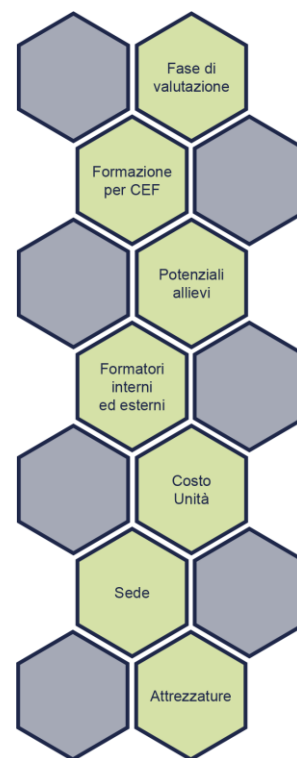 Fase di
valutazione
Formazione
per CEF
Potenziali
allievi
Formatori
interni
ed esterni
Costo
Unità
Sede
Attrezzature